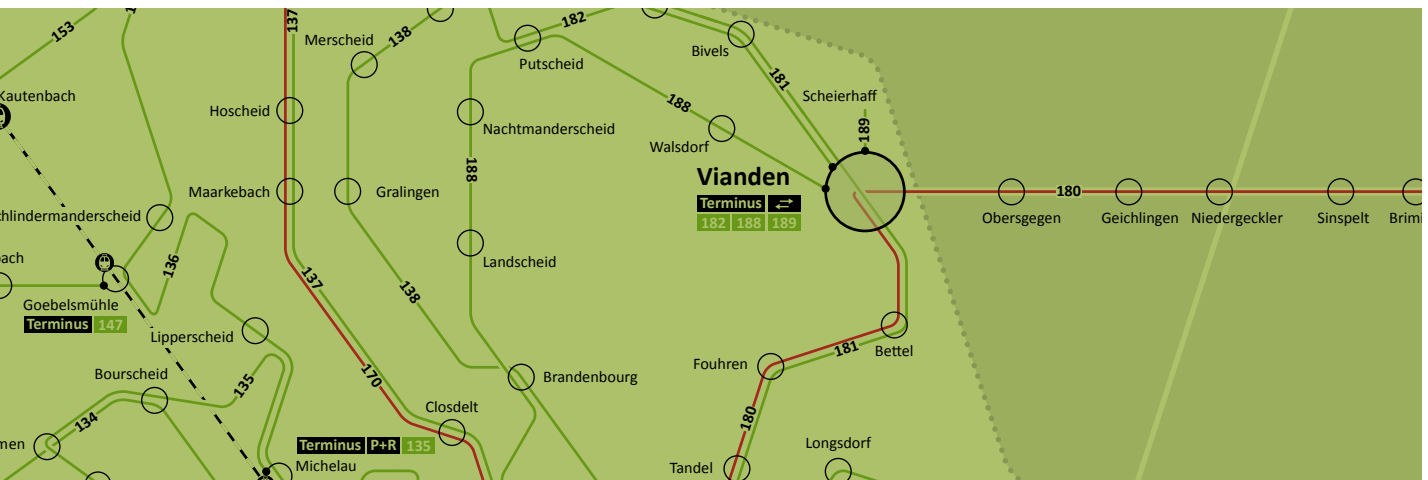 153
137
Merscheid
138
182
Putscheid
Bivels
181
Kautenbach
Hoscheid
Nachtmanderscheid
188
Walsdorf
Scheierhaff
189
Maarkebach
Gralingen
188
Vianden
Terminus
182 188 189
180
Obersgegen
Geichlingen
Niedergeckler
Sinspelt
chlindermanderscheid
136
Landscheid
Goebelsmühle
Terminus 147
137
138
Lipperscheid
Bettel
181
Fouhren
Bourscheid
135
170
Brandenbourg
134
Closdelt
180
Terminus P+R 135
Michelau
Tandel
Longsdorf